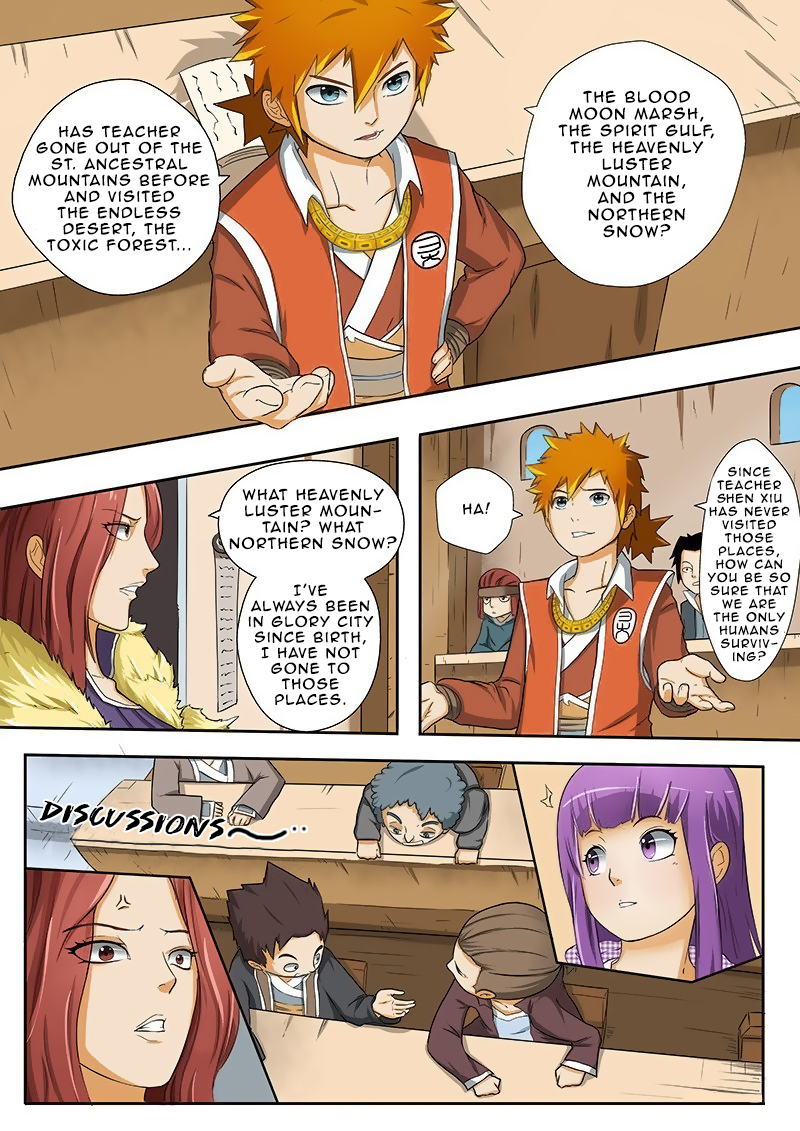 HAS TEACHER
GONE OUT OF THE
ST. ANCESTRAL
MOUNTAINS BEFORE
AND VISITED
THE ENDLESS
DESERT, THE
TOXIC FOREST...
THE BLOOD
MOON MARSH,
THE SPIRIT GULF,
THE HEAVENLY
LUSTER
MOUNTAIN,
AND THE
NORTHERN
SNOW?
WHAT HEAVENLY
LUSTER MOUN-
TAIN? WHAT
NORTHERN SNOW?
I'VE
ALWAYS BEEN
IN GLORY CITY
SINCE BIRTH,
I HAVE NOT
GONE TO
THOSE
PLACES.
HA!
SINCE
TEACHER
SHEN XIU
HAS NEVER
VISITED
THOSE
PLACES,
HOW CAN
YOU BE SO
SURE THAT
WE ARE
THE ONLY
HUMANS
SURVIV-
ING?
DISCUSSIONS~..